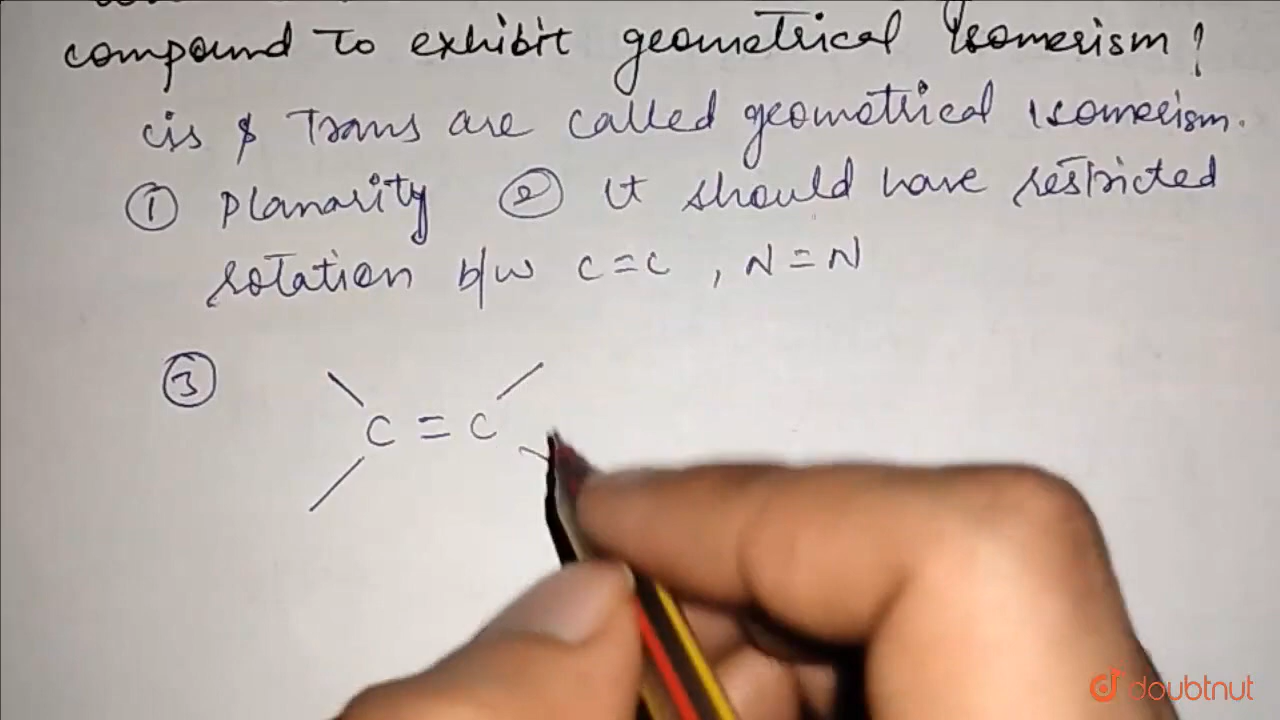 compound To exhibit geometrical Isomerism?
cis & Trans are called geometrical Isomerism.
① Planarity ② It should have restricted
rotation b/w C=C, N=N
③
C=C
doubtnut